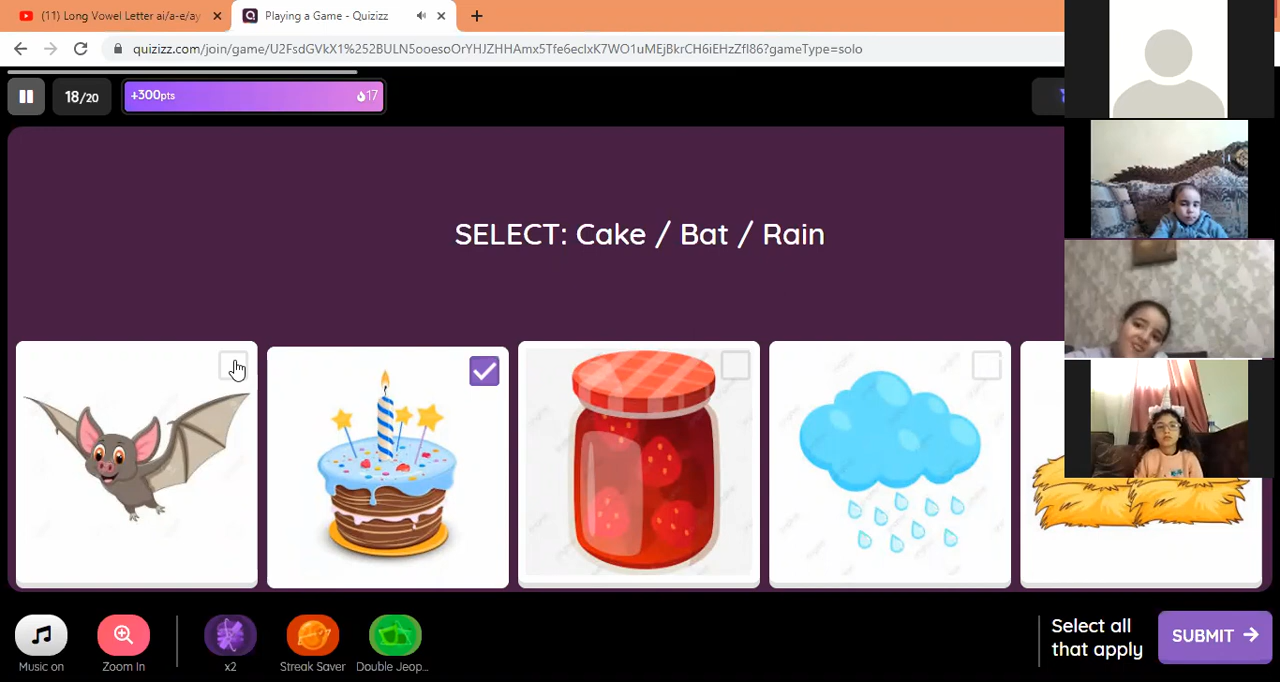 (11) Long Vowel Letter ai/a-e/ay
Playing a Game - Quizizz
quizizz.com/join/game/U2FsdGVkX1%252BULN5ooesoOrYHJZHHAmx5Tfe6eclxK7WO1uMEjBkrCH6iEHzZfI86?gameType=solo
18/20
+300pts
17
SELECT: Cake / Bat / Rain
Music on
Zoom In
x2
Streak Saver
Double Jeop...
Select all
that apply
SUBMIT